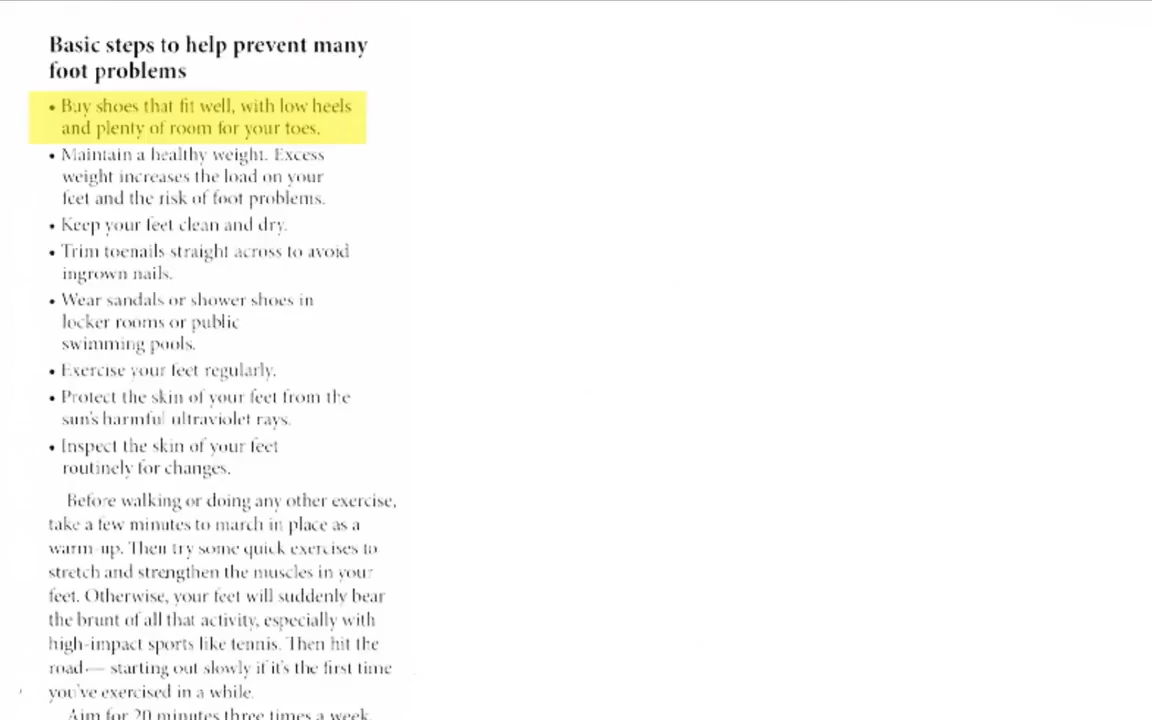 Basic steps to help prevent many
foot problems
• Buy shoes that fit well, with low heels
and plenty of room for your toes.
• Maintain a healthy weight. Excess
weight increases the load on your
feet and the risk of foot problems.
• Keep your feet clean and dry.
• Trim toenails straight across to avoid
ingrown nails.
• Wear sandals or shower shoes in
locker rooms or public
swimming pools.
• Exercise your feet regularly.
• Protect the skin of your feet from the
sun's harmful ultraviolet rays.
• Inspect the skin of your feet
routinely for changes.
Before walking or doing any other exercise,
take a few minutes to march in place as a
warm-up. Then try some quick exercises to
stretch and strengthen the muscles in your
feet. Otherwise, your feet will suddenly bear
the brunt of all that activity, especially with
high-impact sports like tennis. Then hit the
road— starting out slowly if it's the first time
you've exercised in a while.
Aim for 20 minutes three times a week.